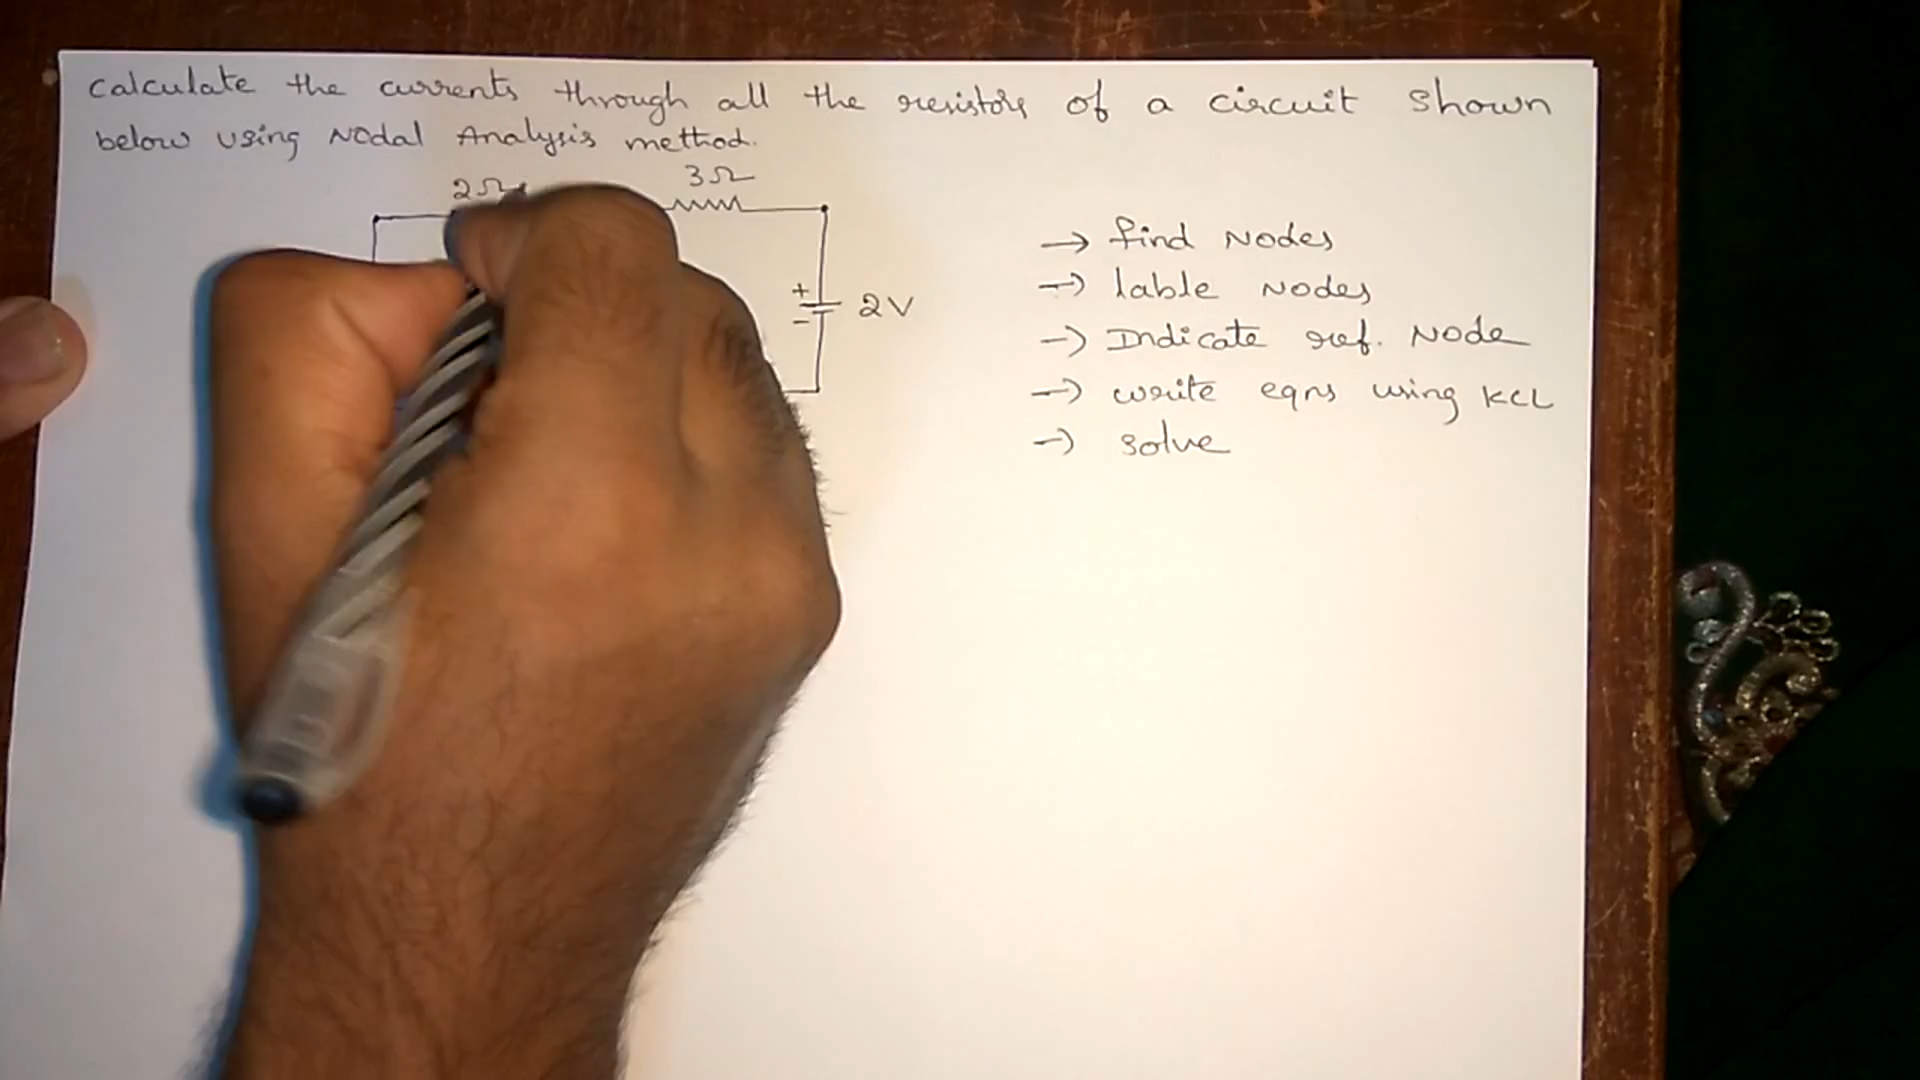 calculate the currents through all the resistors of a circuit shown
below using Nodal Analysis method.
2Ω
3Ω
+
-
2V
→ find Nodes
→ lable Nodes
→ Indicate ref. Node
→ write eqns using KCL
→ solve